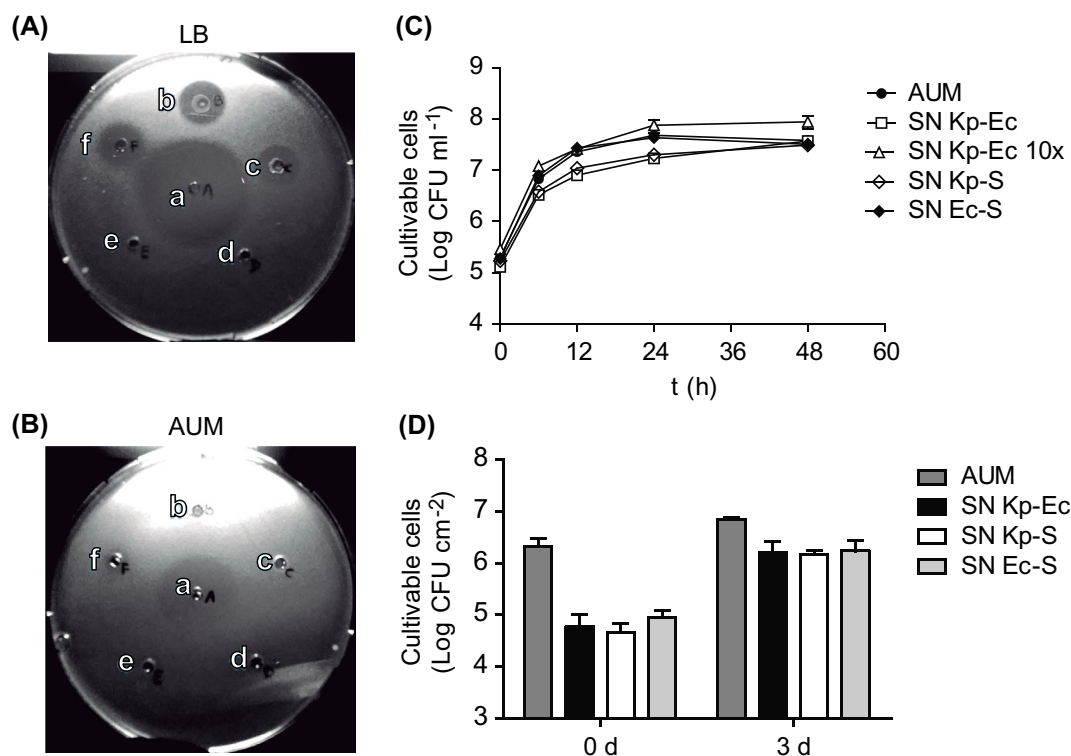 (A)
LB
b
B
f
F
c
a
A
e
E
d
(B)
AUM
b
b
f
F
c
C
a
A
e
E
d
(C)
Cultivable cells
(Log CFU ml-1)
8
7
6
5
4
0
12
24
36
48
60
t (h)
AUM
SN Kp-Ec
SN Kp-Ec 10x
SN Kp-S
SN Ec-S
(D)
Cultivable cells
(Log CFU cm-2)
8
7
6
5
4
3
0 d
3 d
AUM
SN Kp-Ec
SN Kp-S
SN Ec-S